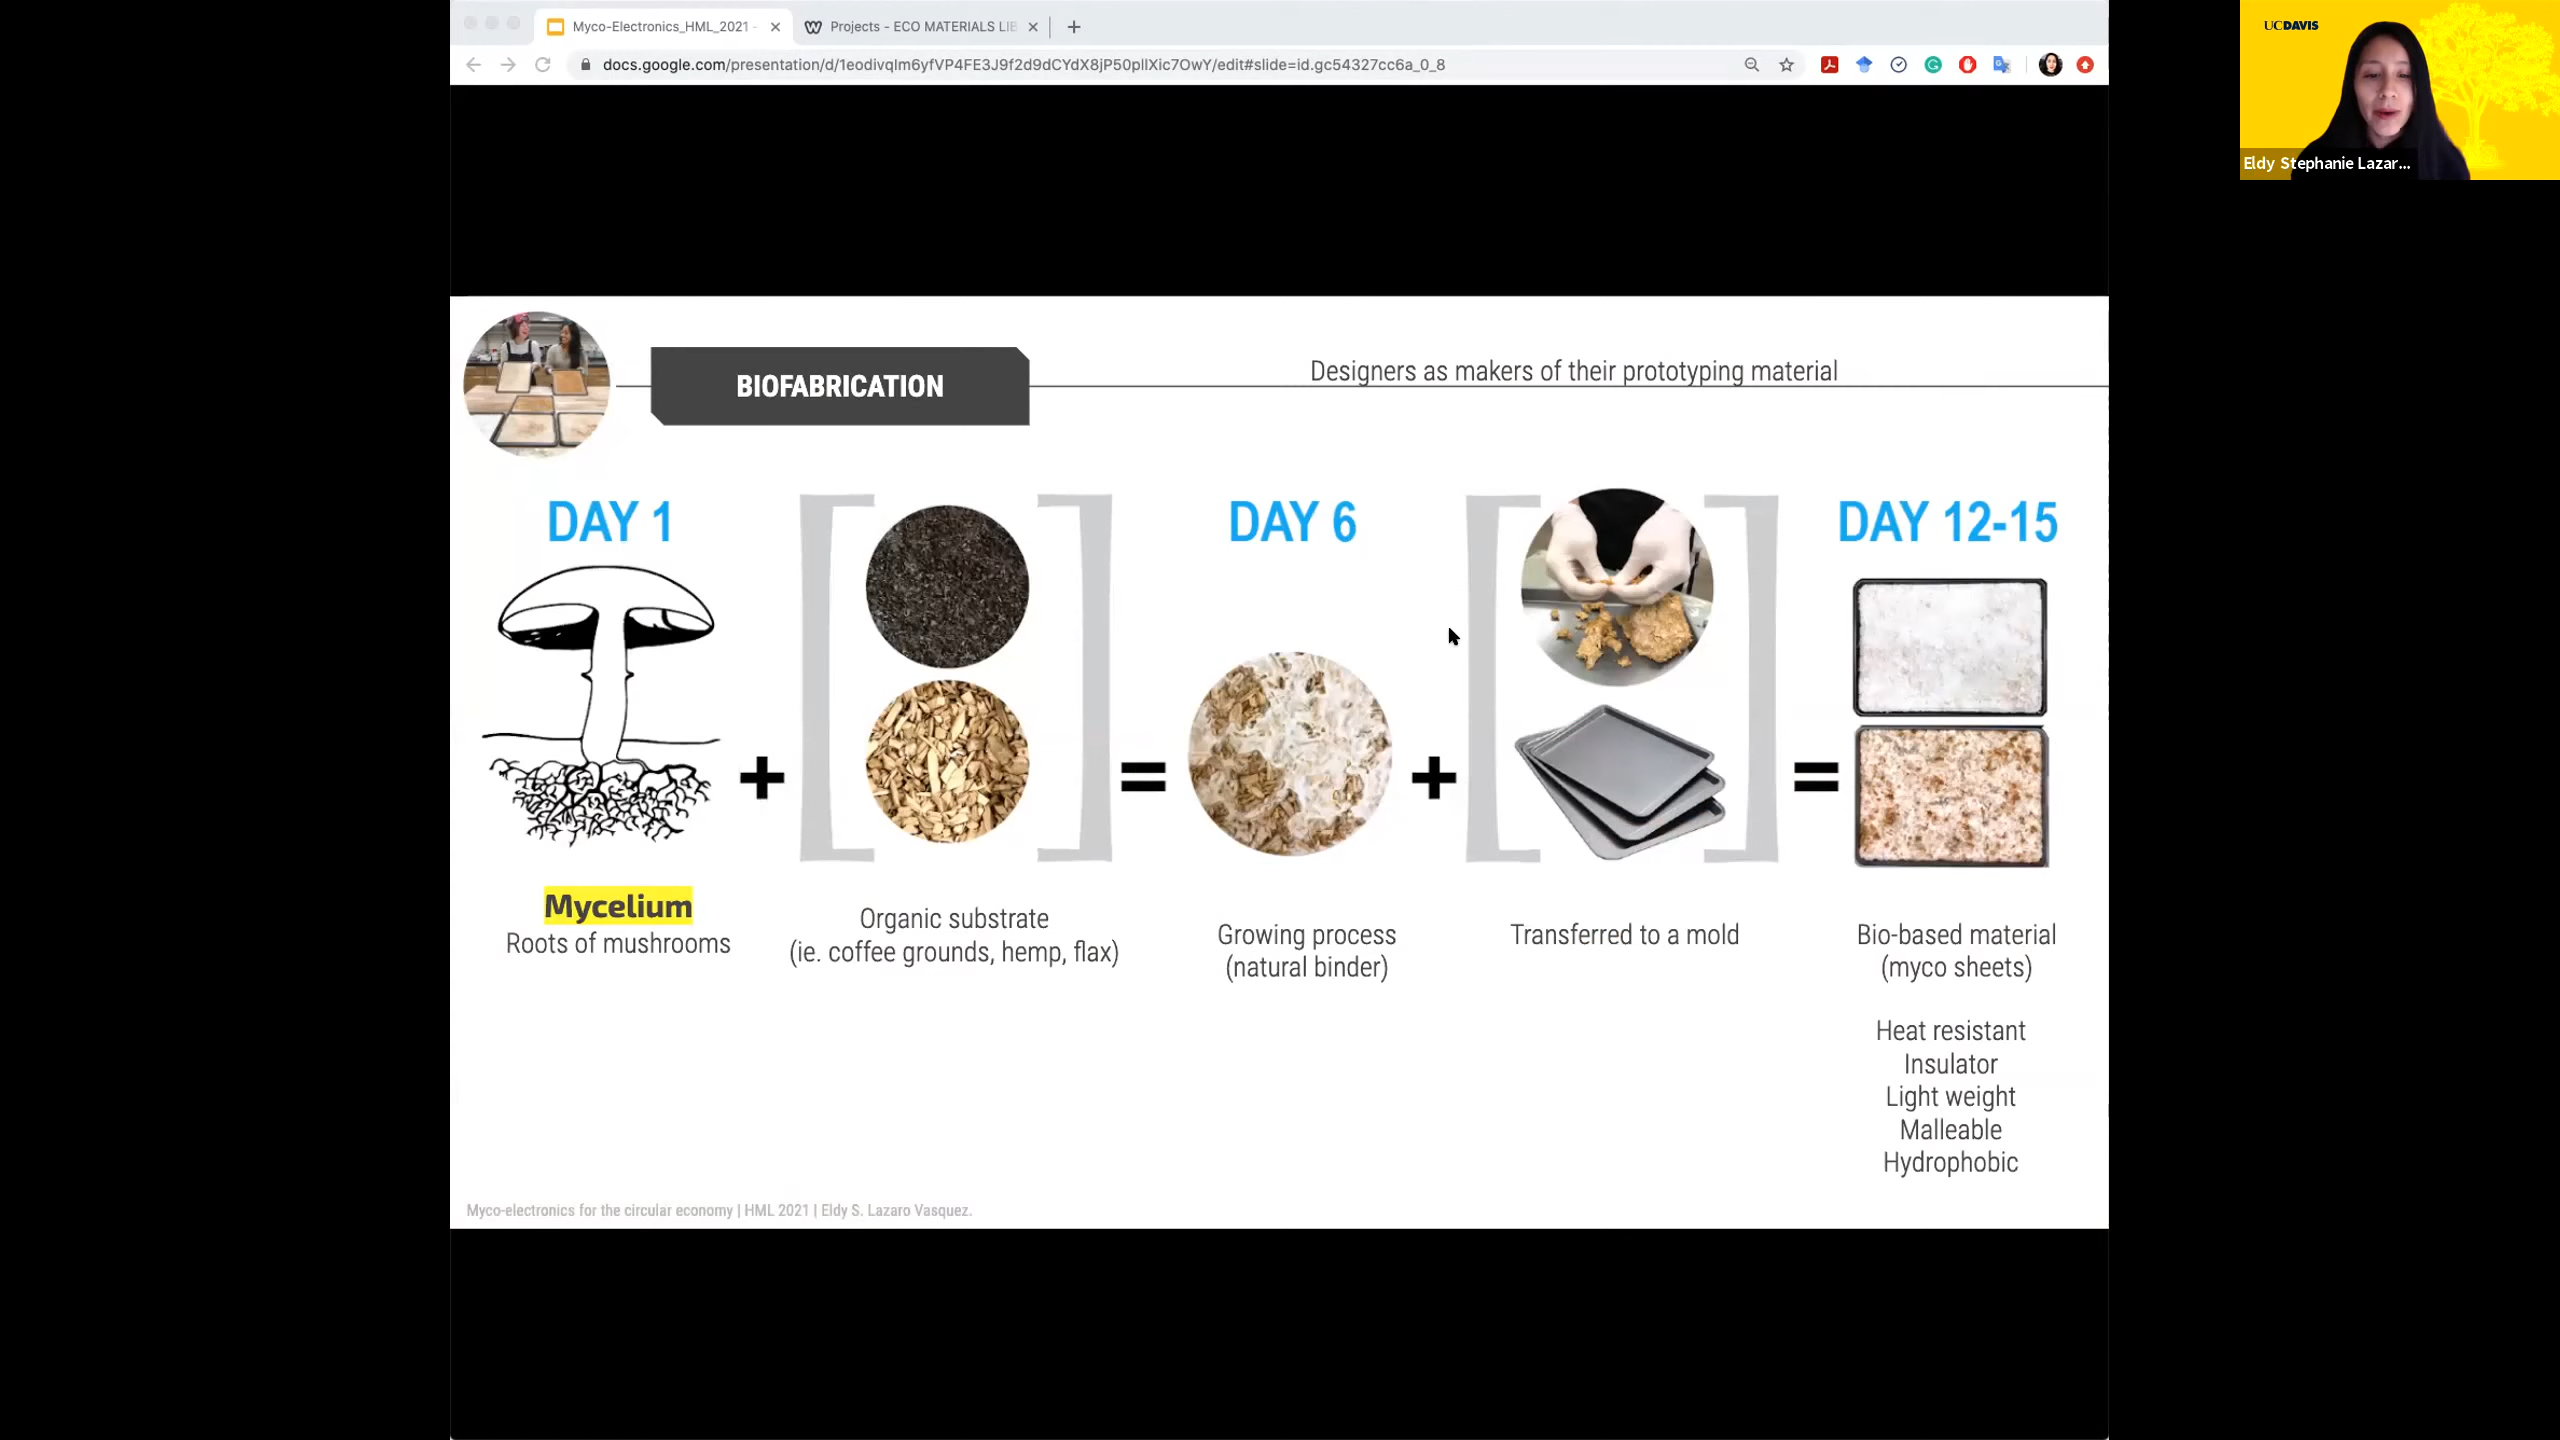 Myco-Electronics_HML_2021 -
Projects - ECO MATERIALS LIB
docs.google.com/presentation/d/1eodivqlm6yfVP4FE3J9f2d9dCYdX8jP50pllXic7OwY/edit#slide=id.gc54327cc6a_0_8
UCDAVIS
Eldy Stephanie Lazar...
BIOFABRICATION
Designers as makers of their prototyping material
DAY 1
DAY 6
DAY 12-15
+
=
+
=
Mycelium
Roots of mushrooms
Organic substrate
(ie. coffee grounds, hemp, flax)
Growing process
(natural binder)
Transferred to a mold
Bio-based material
(myco sheets)
Heat resistant
Insulator
Light weight
Malleable
Hydrophobic
Myco-electronics for the circular economy | HML 2021 | Eldy S. Lazaro Vasquez.